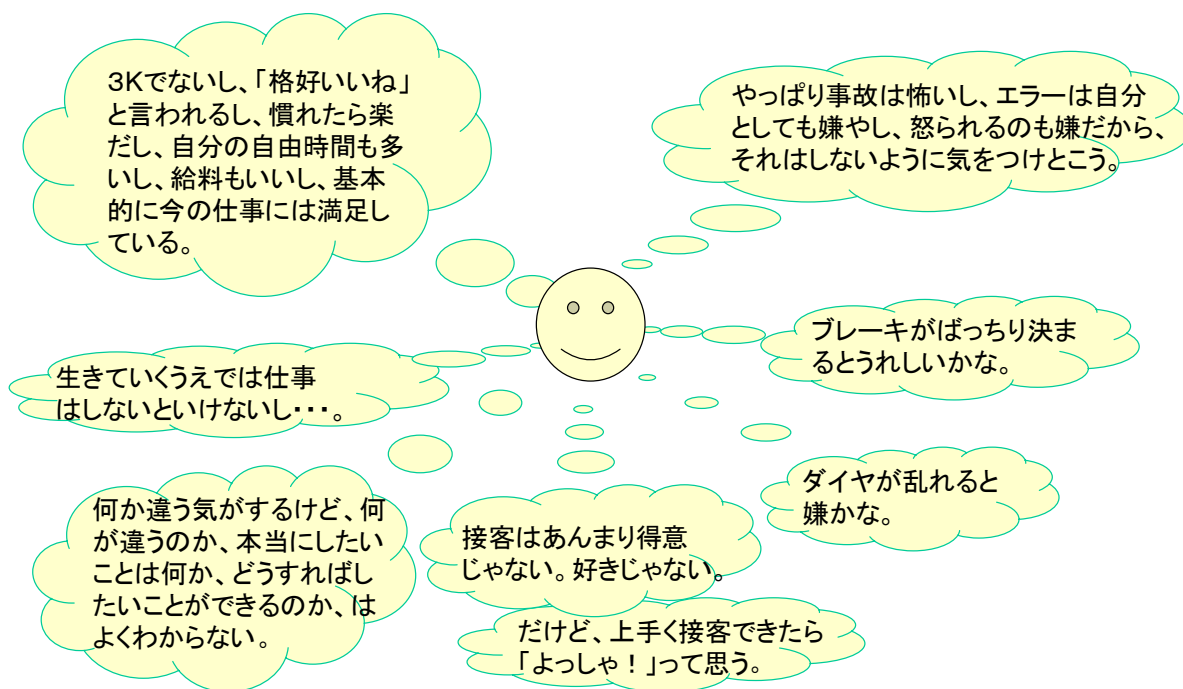 3Kでないし、「格好いいね」
と言われるし、慣れたら楽
だし、自分の自由時間も多
いし、給料もいいし、基本
的に今の仕事には満足し
ている。
やっぱり事故は怖いし、エラーは自分
としても嫌やし、怒られるのも嫌だから、
それはしないように気をつけとこう。
ブレーキがばっちり決ま
るとうれしいかな。
生きていくうえでは仕事
はしないといけないし・・・。
ダイヤが乱れると
嫌かな。
何か違う気がするけど、何
が違うのか、本当にしたい
ことは何か、どうすればし
たいことができるのか、は
よくわからない。
接客はあんまり得意
じゃない。好きじゃない。
だけど、上手く接客できたら
「よっしゃ!」って思う。